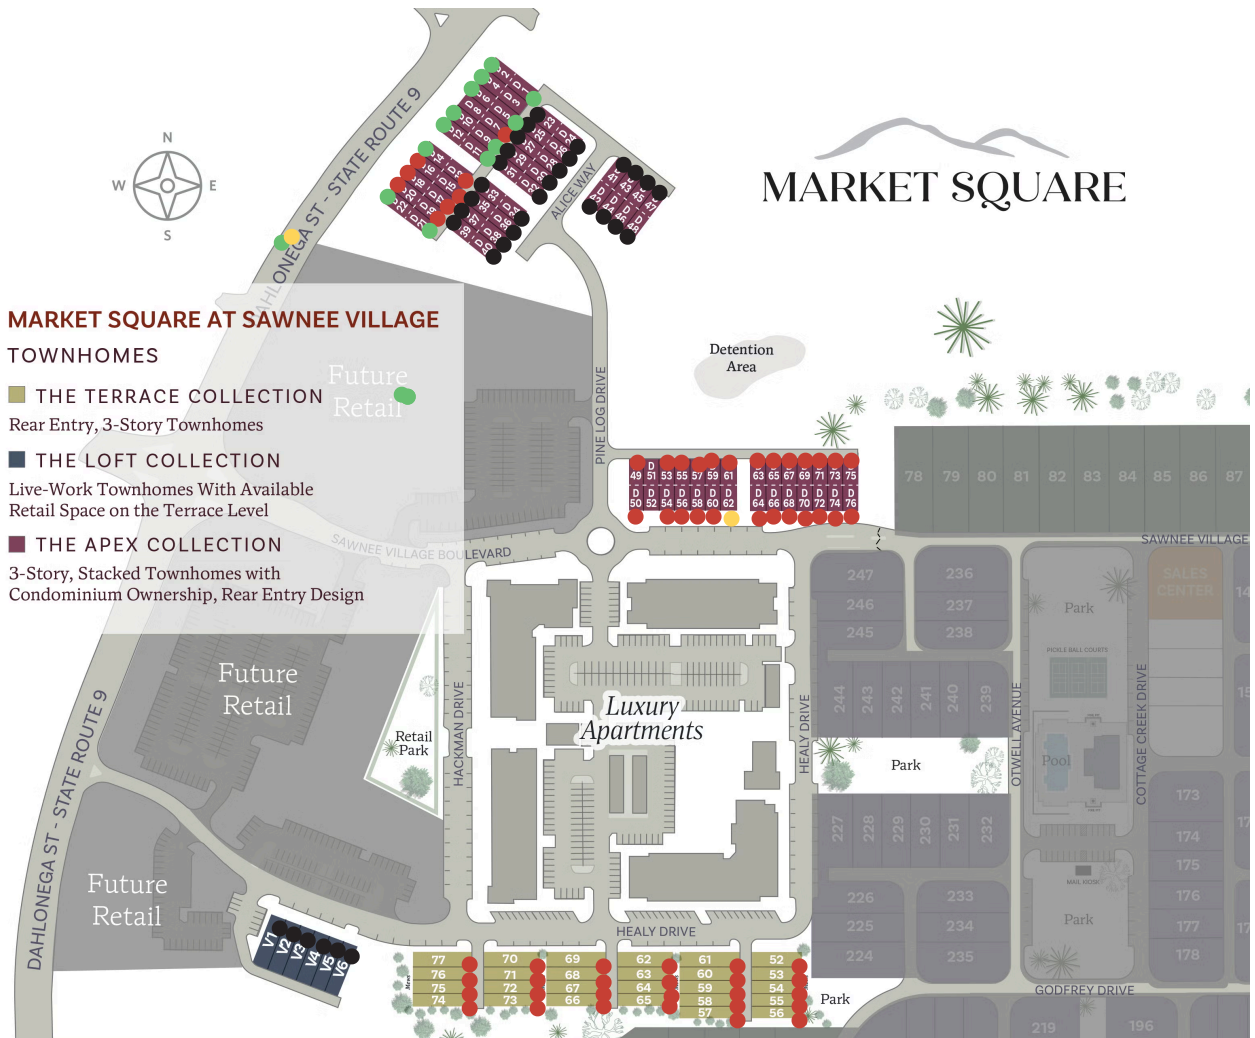 N
W E
S
MARKET SQUARE
DAHLONEGA ST - STATE ROUTE 9
ALICE WAY
MARKET SQUARE AT SAWNEE VILLAGE
TOWNHOMES
THE TERRACE COLLECTION
Rear Entry, 3-Story Townhomes
THE LOFT COLLECTION
Live-Work Townhomes With Available
Retail Space on the Terrace Level
THE APEX COLLECTION
3-Story, Stacked Townhomes with
Condominium Ownership, Rear Entry Design
Future
Retail
Detention
Area
PINE LOG DRIVE
D
49 51 53 55 57 59 61
D D D D D D D
50 52 54 56 58 60 62
63 65 67 69 71 73 75
D D D D D D D
64 66 68 70 72 74 76
78 79 80 81 82 83 84 85 86 87
SAWNEE VILLAGE BOULEVARD
SAWNEE VILLAGE
247
246
245
236
237
238
Park
PICKLE BALL COURTS
SALES
CENTER
244 243 242 241 240 239
OTWELL AVENUE
COTTAGE CREEK DRIVE
Pool
Future
Retail
Retail
Park
HACKMAN DRIVE
Luxury
Apartments
HEALY DRIVE
Park
227 228 229 230 231 232
173
174
175
176
177
178
MAIL KIOSK
Park
226
225
224
233
234
235
DAHLONEGA ST - STATE ROUTE 9
Future
Retail
V1 V2 V3 V4 V5 V6
HEALY DRIVE
77
76
75
74
70
71
72
73
69
68
67
66
62
63
64
65
61
60
59
58
57
52
53
54
55
56
Park
GODFREY DRIVE
219
196